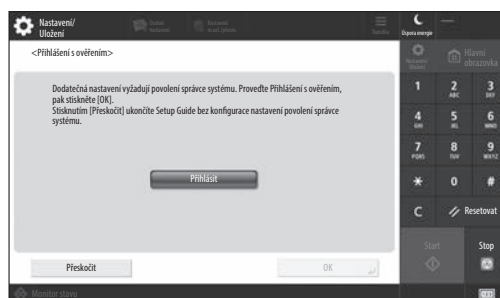 Nastavení/
Uložení
Úspora energie
<Přihlášení s ověřením>
Hlavní
obrazovka
Dodatečná nastavení vyžadují povolení správce systému. Proveďte Přihlášení s ověřením,
pak stiskněte [OK].
Stisknutím [Přeskočit] ukončíte Setup Guide bez konfigurace nastavení povolení správce
systému.
1
2 ABC
3 DEF
4 GHI
5 JKL
6 MNO
7 PQRS
8 TUV
9 WXYZ
Přihlásit
* 0 #
C
Resetovat
Start
Stop
Přeskočit
OK
Monitor stavu